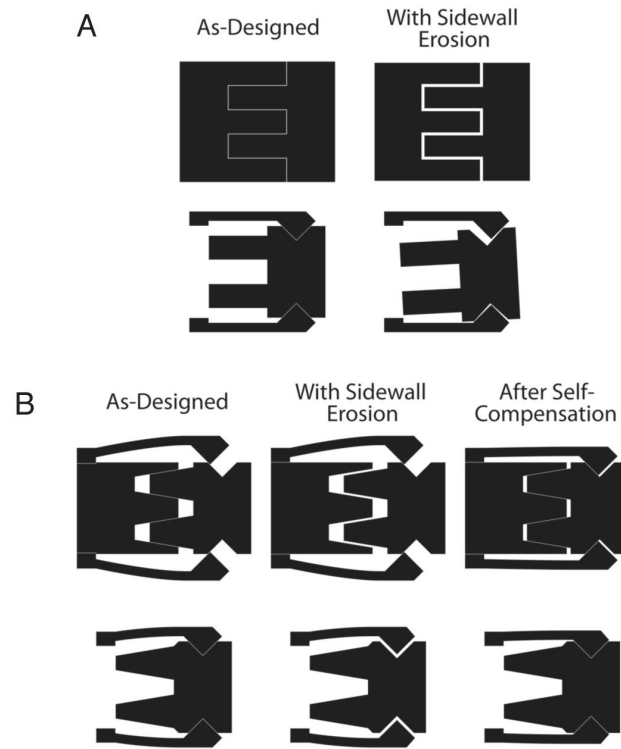 A
As-Designed
With Sidewall
Erosion
B
As-Designed
With Sidewall
Erosion
After Self-
Compensation